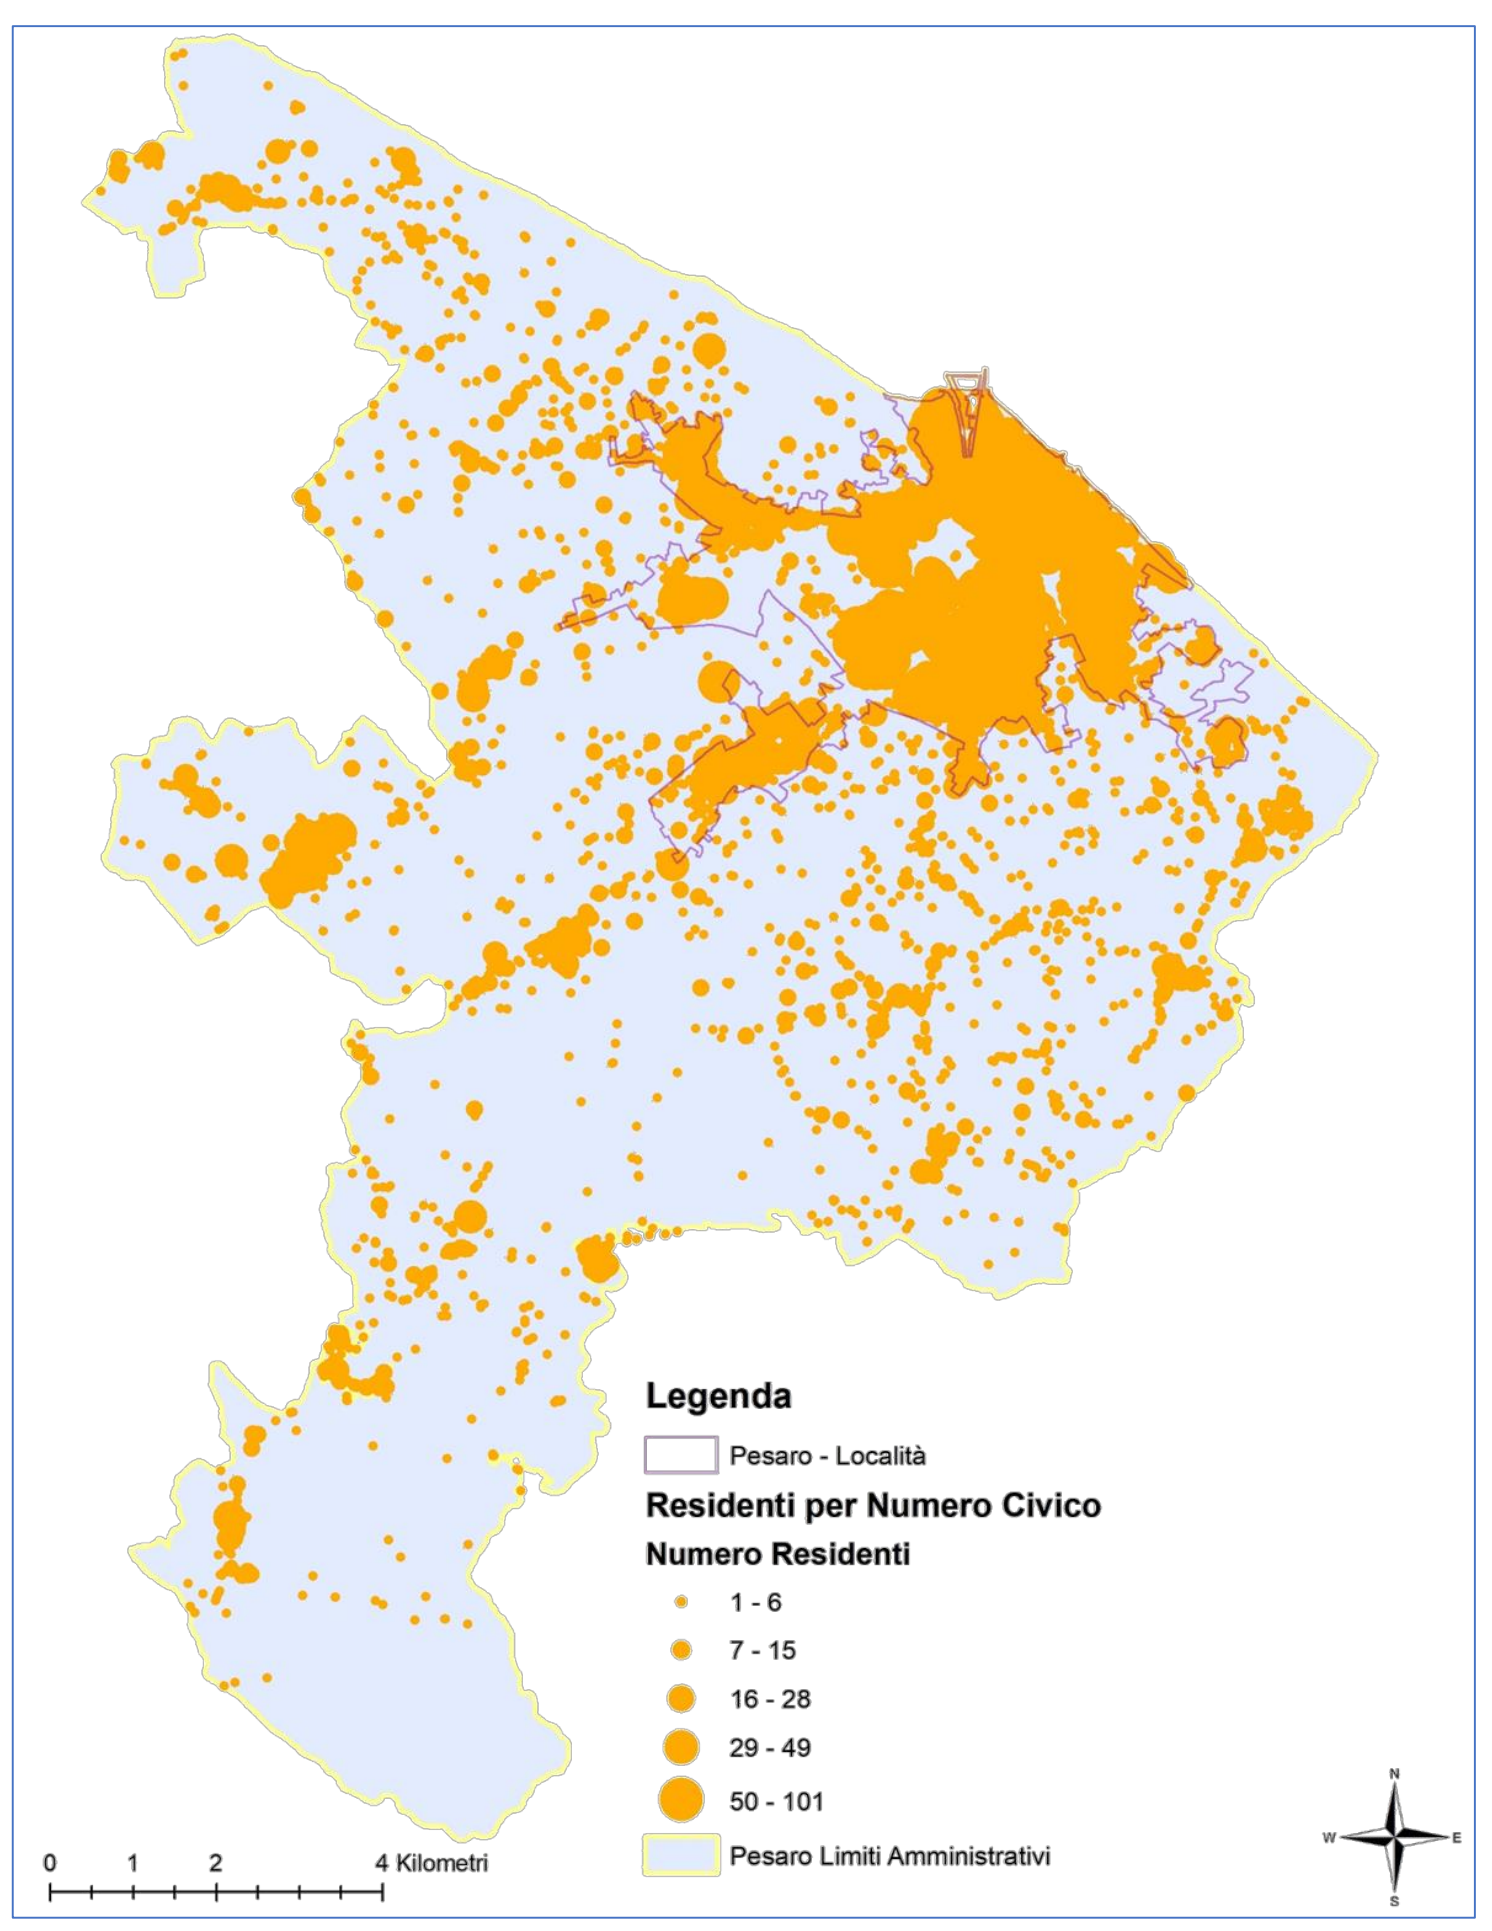 Legenda
Pesaro - Località
Residenti per Numero Civico
Numero Residenti
1 - 6
7 - 15
16 - 28
29 - 49
50 - 101
Pesaro Limiti Amministrativi
0 1 2 4 Kilometri
N
W E
S